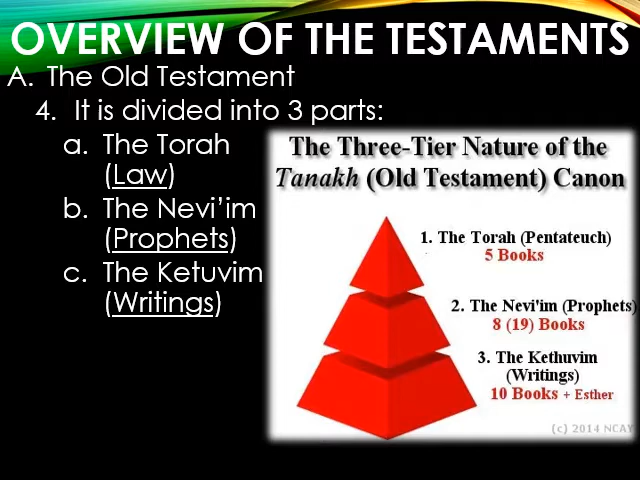 OVERVIEW OF THE TESTAMENTS
A. The Old Testament
4. It is divided into 3 parts:
a. The Torah
(Law)
b. The Nevi’im
(Prophets)
c. The Ketuvim
(Writings)
The Three-Tier Nature of the
Tanakh (Old Testament) Canon
1. The Torah (Pentateuch)
5 Books
2. The Nevi'im (Prophets)
8 (19) Books
3. The Kethuvim
(Writings)
10 Books + Esther
(c) 2014 NCAY